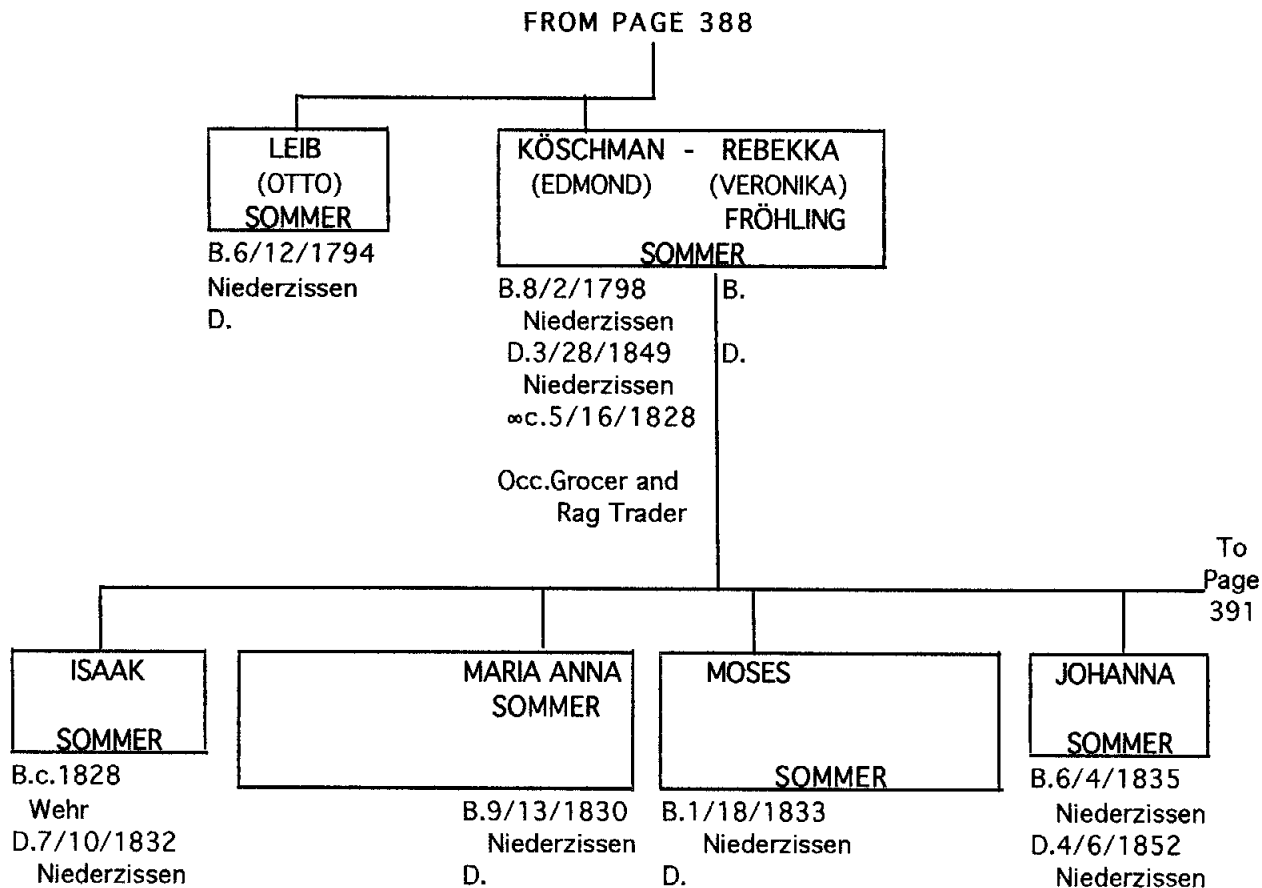 FROM PAGE 388
LEIB
(OTTO)
SOMMER
B.6/12/1794
Niederzissen
D.
KÖSCHMAN - REBEKKA
(EDMOND) (VERONIKA)
FRÖHLING
SOMMER
B.8/2/1798 B.
Niederzissen
D.3/28/1849 D.
Niederzissen
∞c.5/16/1828
Occ.Grocer and
Rag Trader
To
Page
391
ISAAK
SOMMER
B.c.1828
Wehr
D.7/10/1832
Niederzissen
MARIA ANNA
SOMMER
B.9/13/1830
Niederzissen
D.
MOSES
SOMMER
B.1/18/1833
Niederzissen
D.
JOHANNA
SOMMER
B.6/4/1835
Niederzissen
D.4/6/1852
Niederzissen